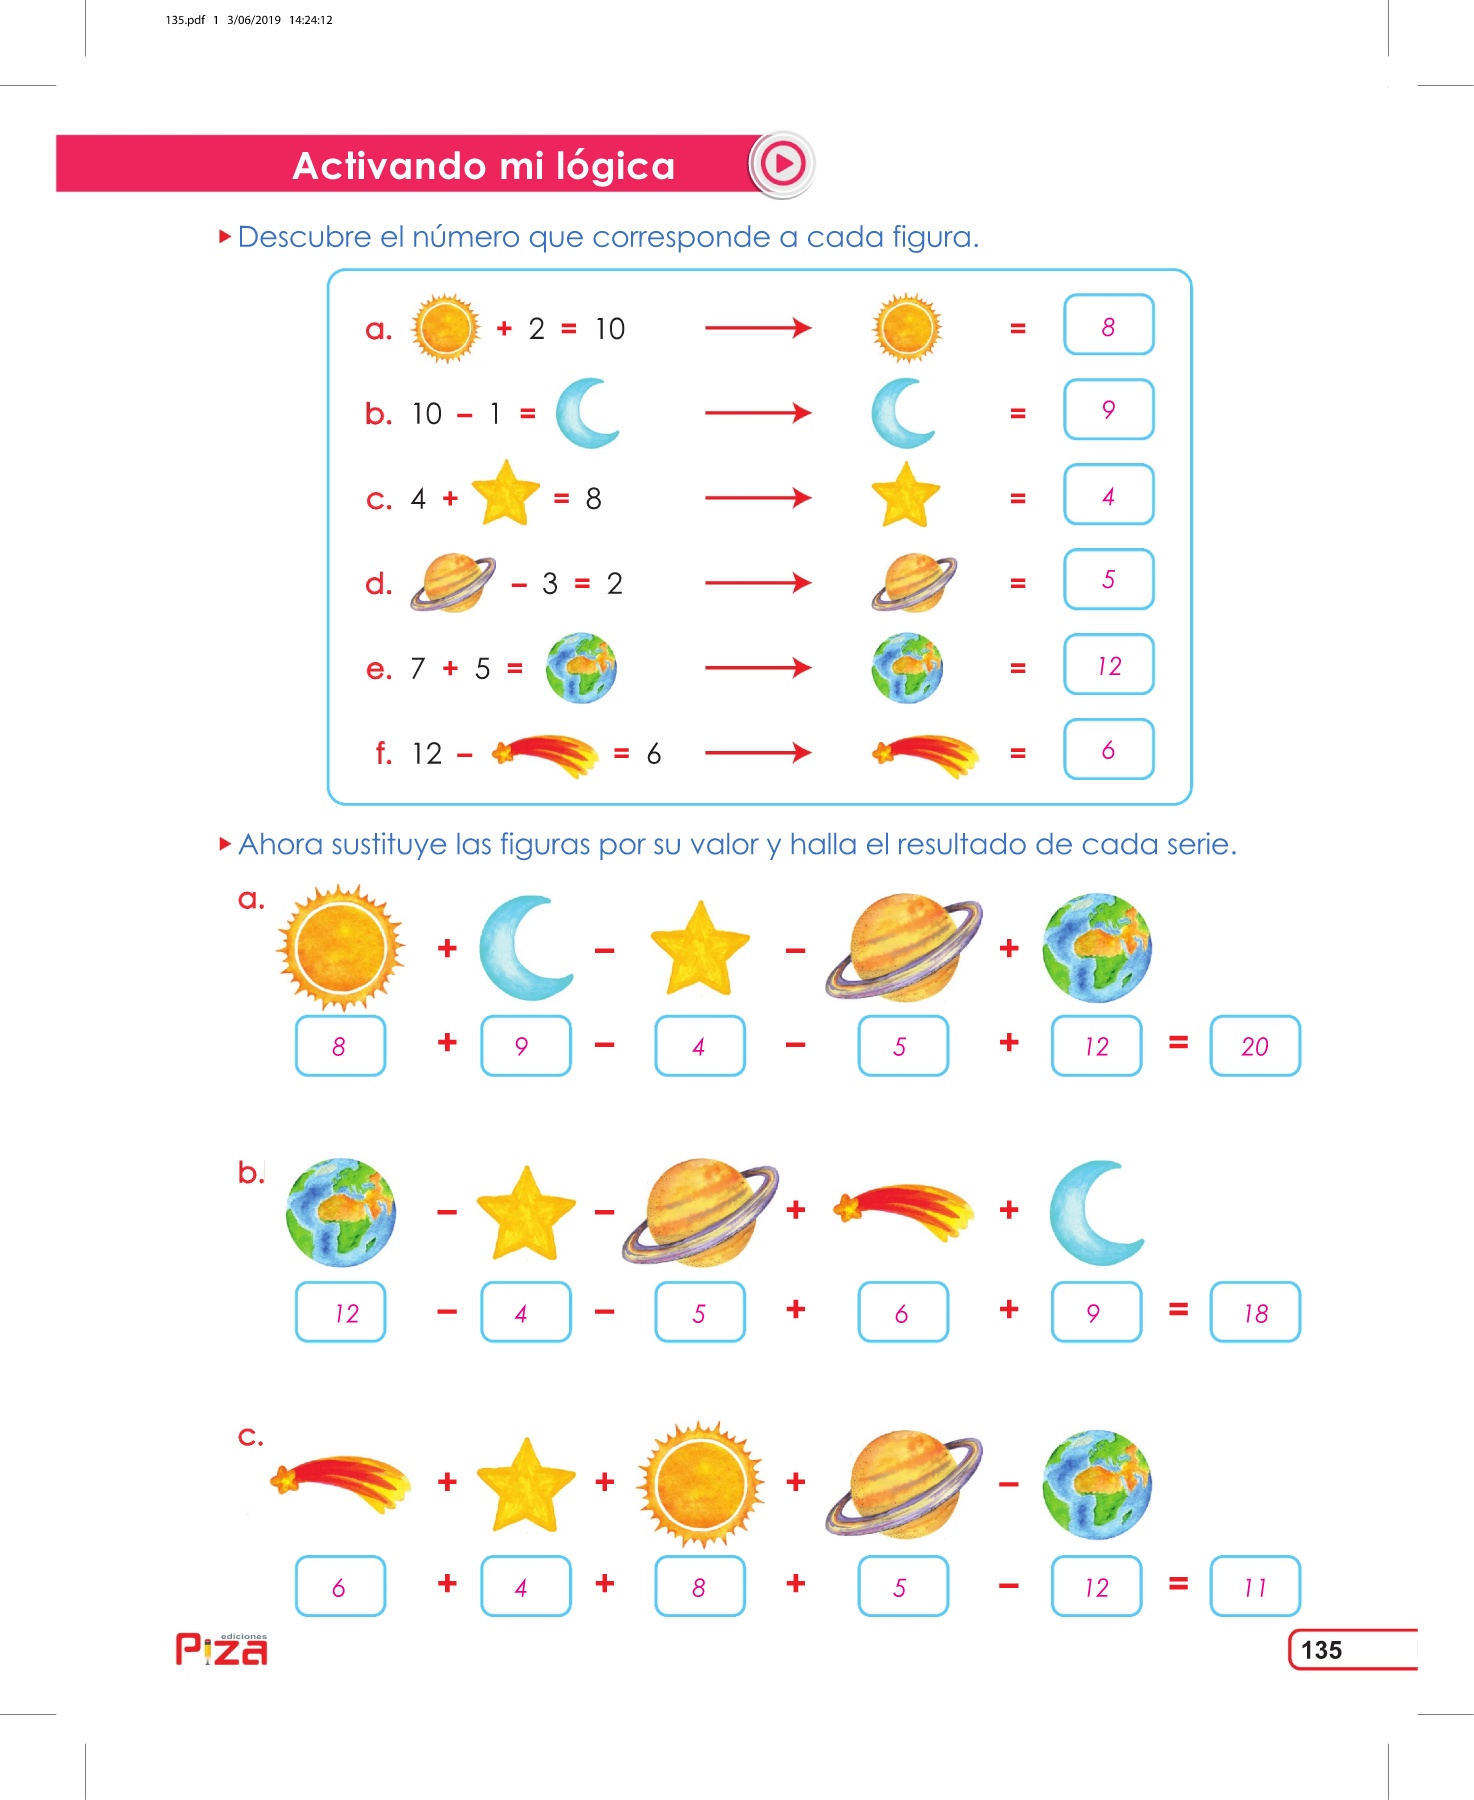 135.pdf 1 3/06/2019 14:24:12
Activando mi lógica
Descubre el número que corresponde a cada figura.
a. + 2 = 10 = 8
b. 10 – 1 = = 9
c. 4 + = 8 = 4
d. – 3 = 2 = 5
e. 7 + 5 = = 12
f. 12 – = 6 = 6
Ahora sustituye las figuras por su valor y halla el resultado de cada serie.
a. + – – +
8 + 9 – 4 – 5 + 12 = 20
b. – – + +
12 – 4 – 5 + 6 + 9 = 18
c. + + + –
6 + 4 + 8 + 5 – 12 = 11
ediciones
Piza
135